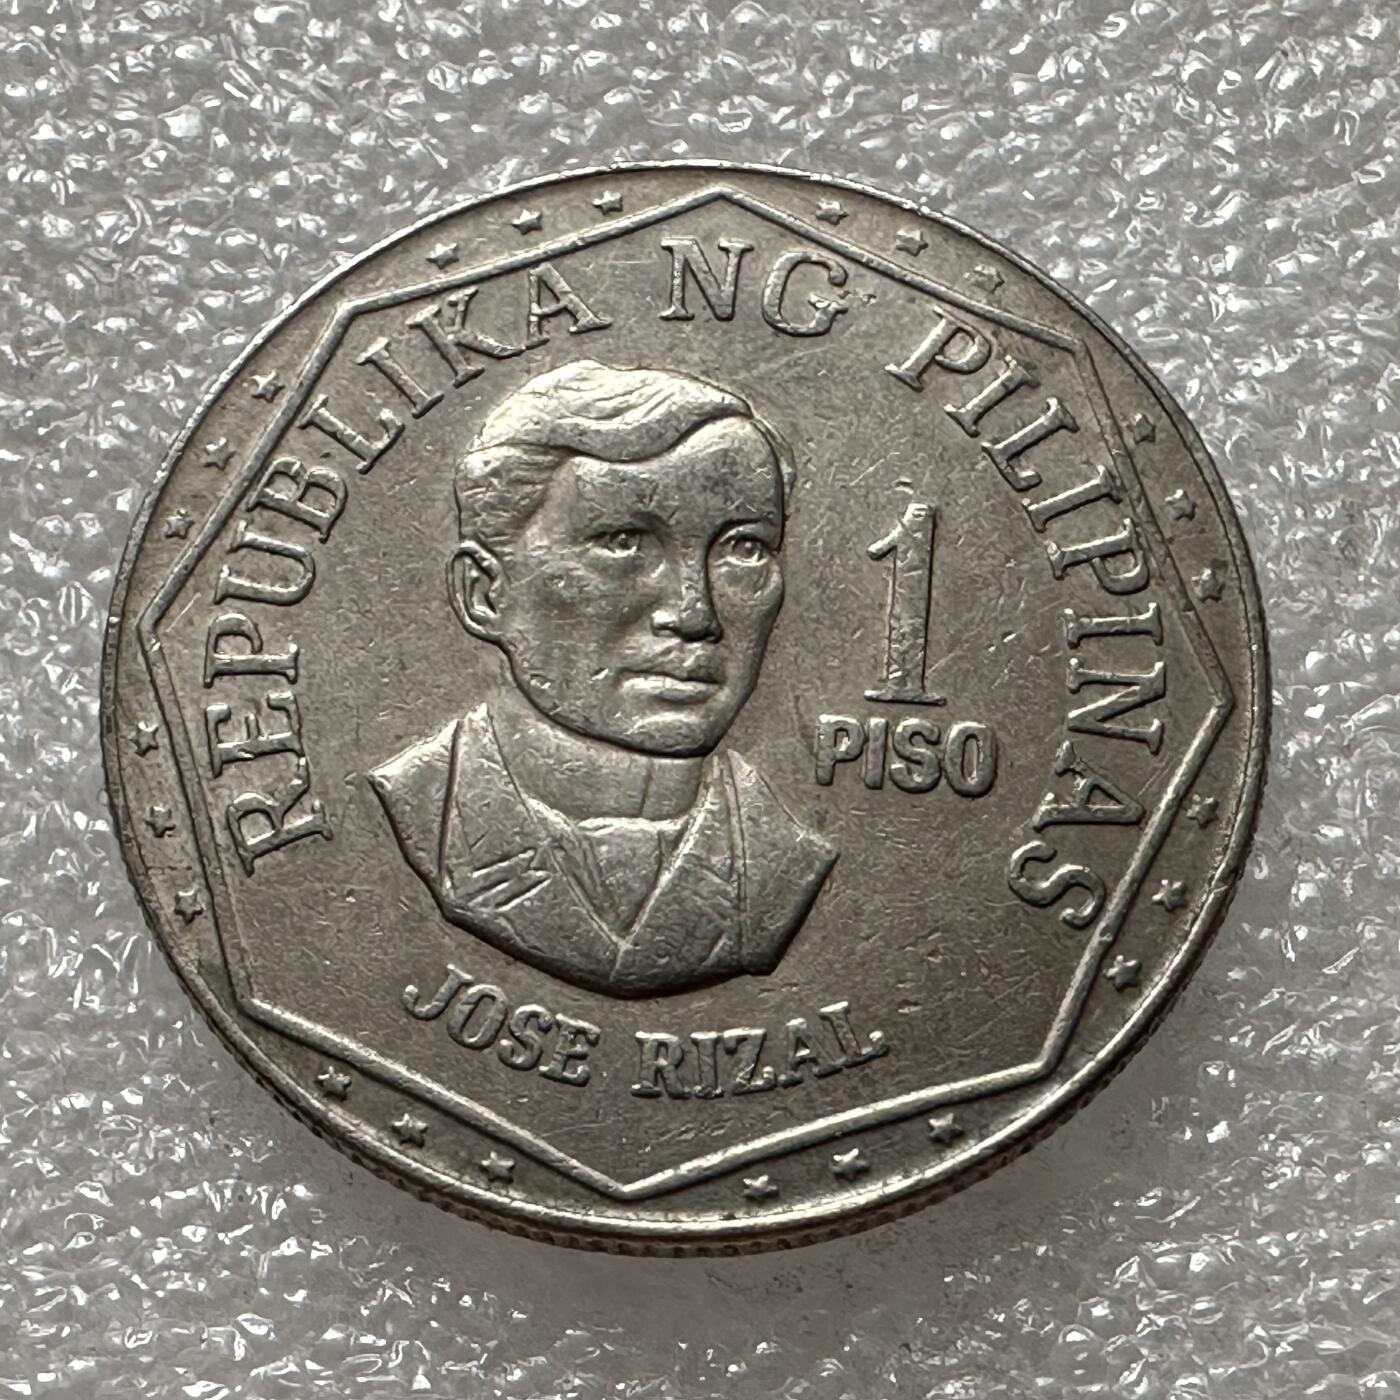 REPUBLIKA NG PILIPINAS
1
PISO
JOSE RIZAL